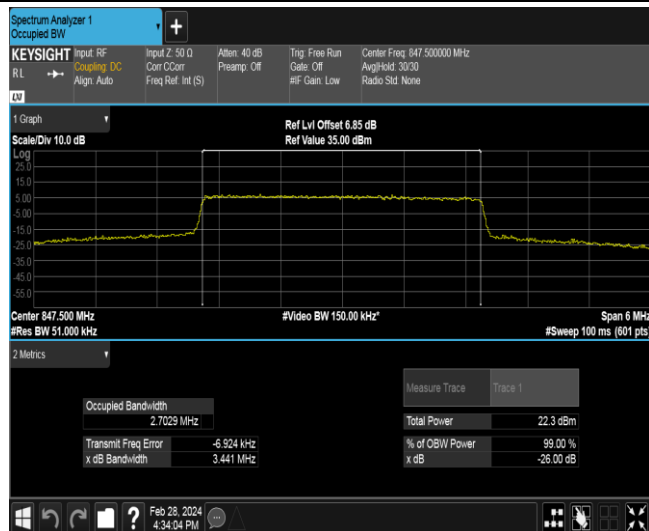 Spectrum Analyzer 1
Occupied BW
+
KEYSIGHT
Input: RF
Input Z: 50 Ω
Atten: 40 dB
Trig: Free Run
Center Freq: 847.500000 MHz
RL
Coupling: DC
Corr CCorr
Preamp: Off
Gate: Off
Avg|Hold: 30/30
Align: Auto
Freq Ref: Int (S)
#IF Gain: Low
Radio Std: None
1 Graph
Ref Lvl Offset 6.85 dB
Scale/Div 10.0 dB
Ref Value 35.00 dBm
Log
25.0
15.0
5.00
-5.00
-15.0
-25.0
-35.0
-45.0
-55.0
Center 847.500 MHz
#Video BW 150.00 kHz*
Span 6 MHz
#Res BW 51.000 kHz
#Sweep 100 ms (601 pts)
2 Metrics
Measure Trace
Trace 1
Occupied Bandwidth
2.7029 MHz
Total Power
22.3 dBm
Transmit Freq Error
-6.924 kHz
% of OBW Power
99.00 %
x dB Bandwidth
3.441 MHz
x dB
-26.00 dB
?
Feb 28, 2024
4:34:04 PM